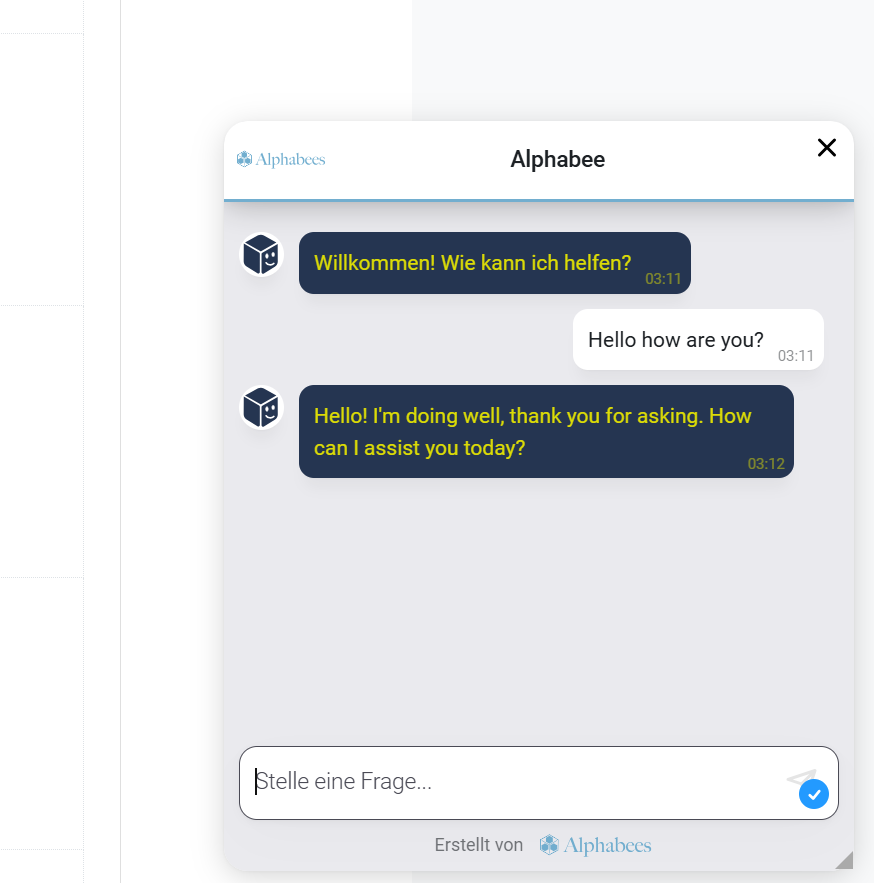 Alphabees
Alphabee
Willkommen! Wie kann ich helfen?
03:11
Hello how are you?
03:11
Hello! I'm doing well, thank you for asking. How
can I assist you today?
03:12
Stelle eine Frage...
Erstellt von Alphabees